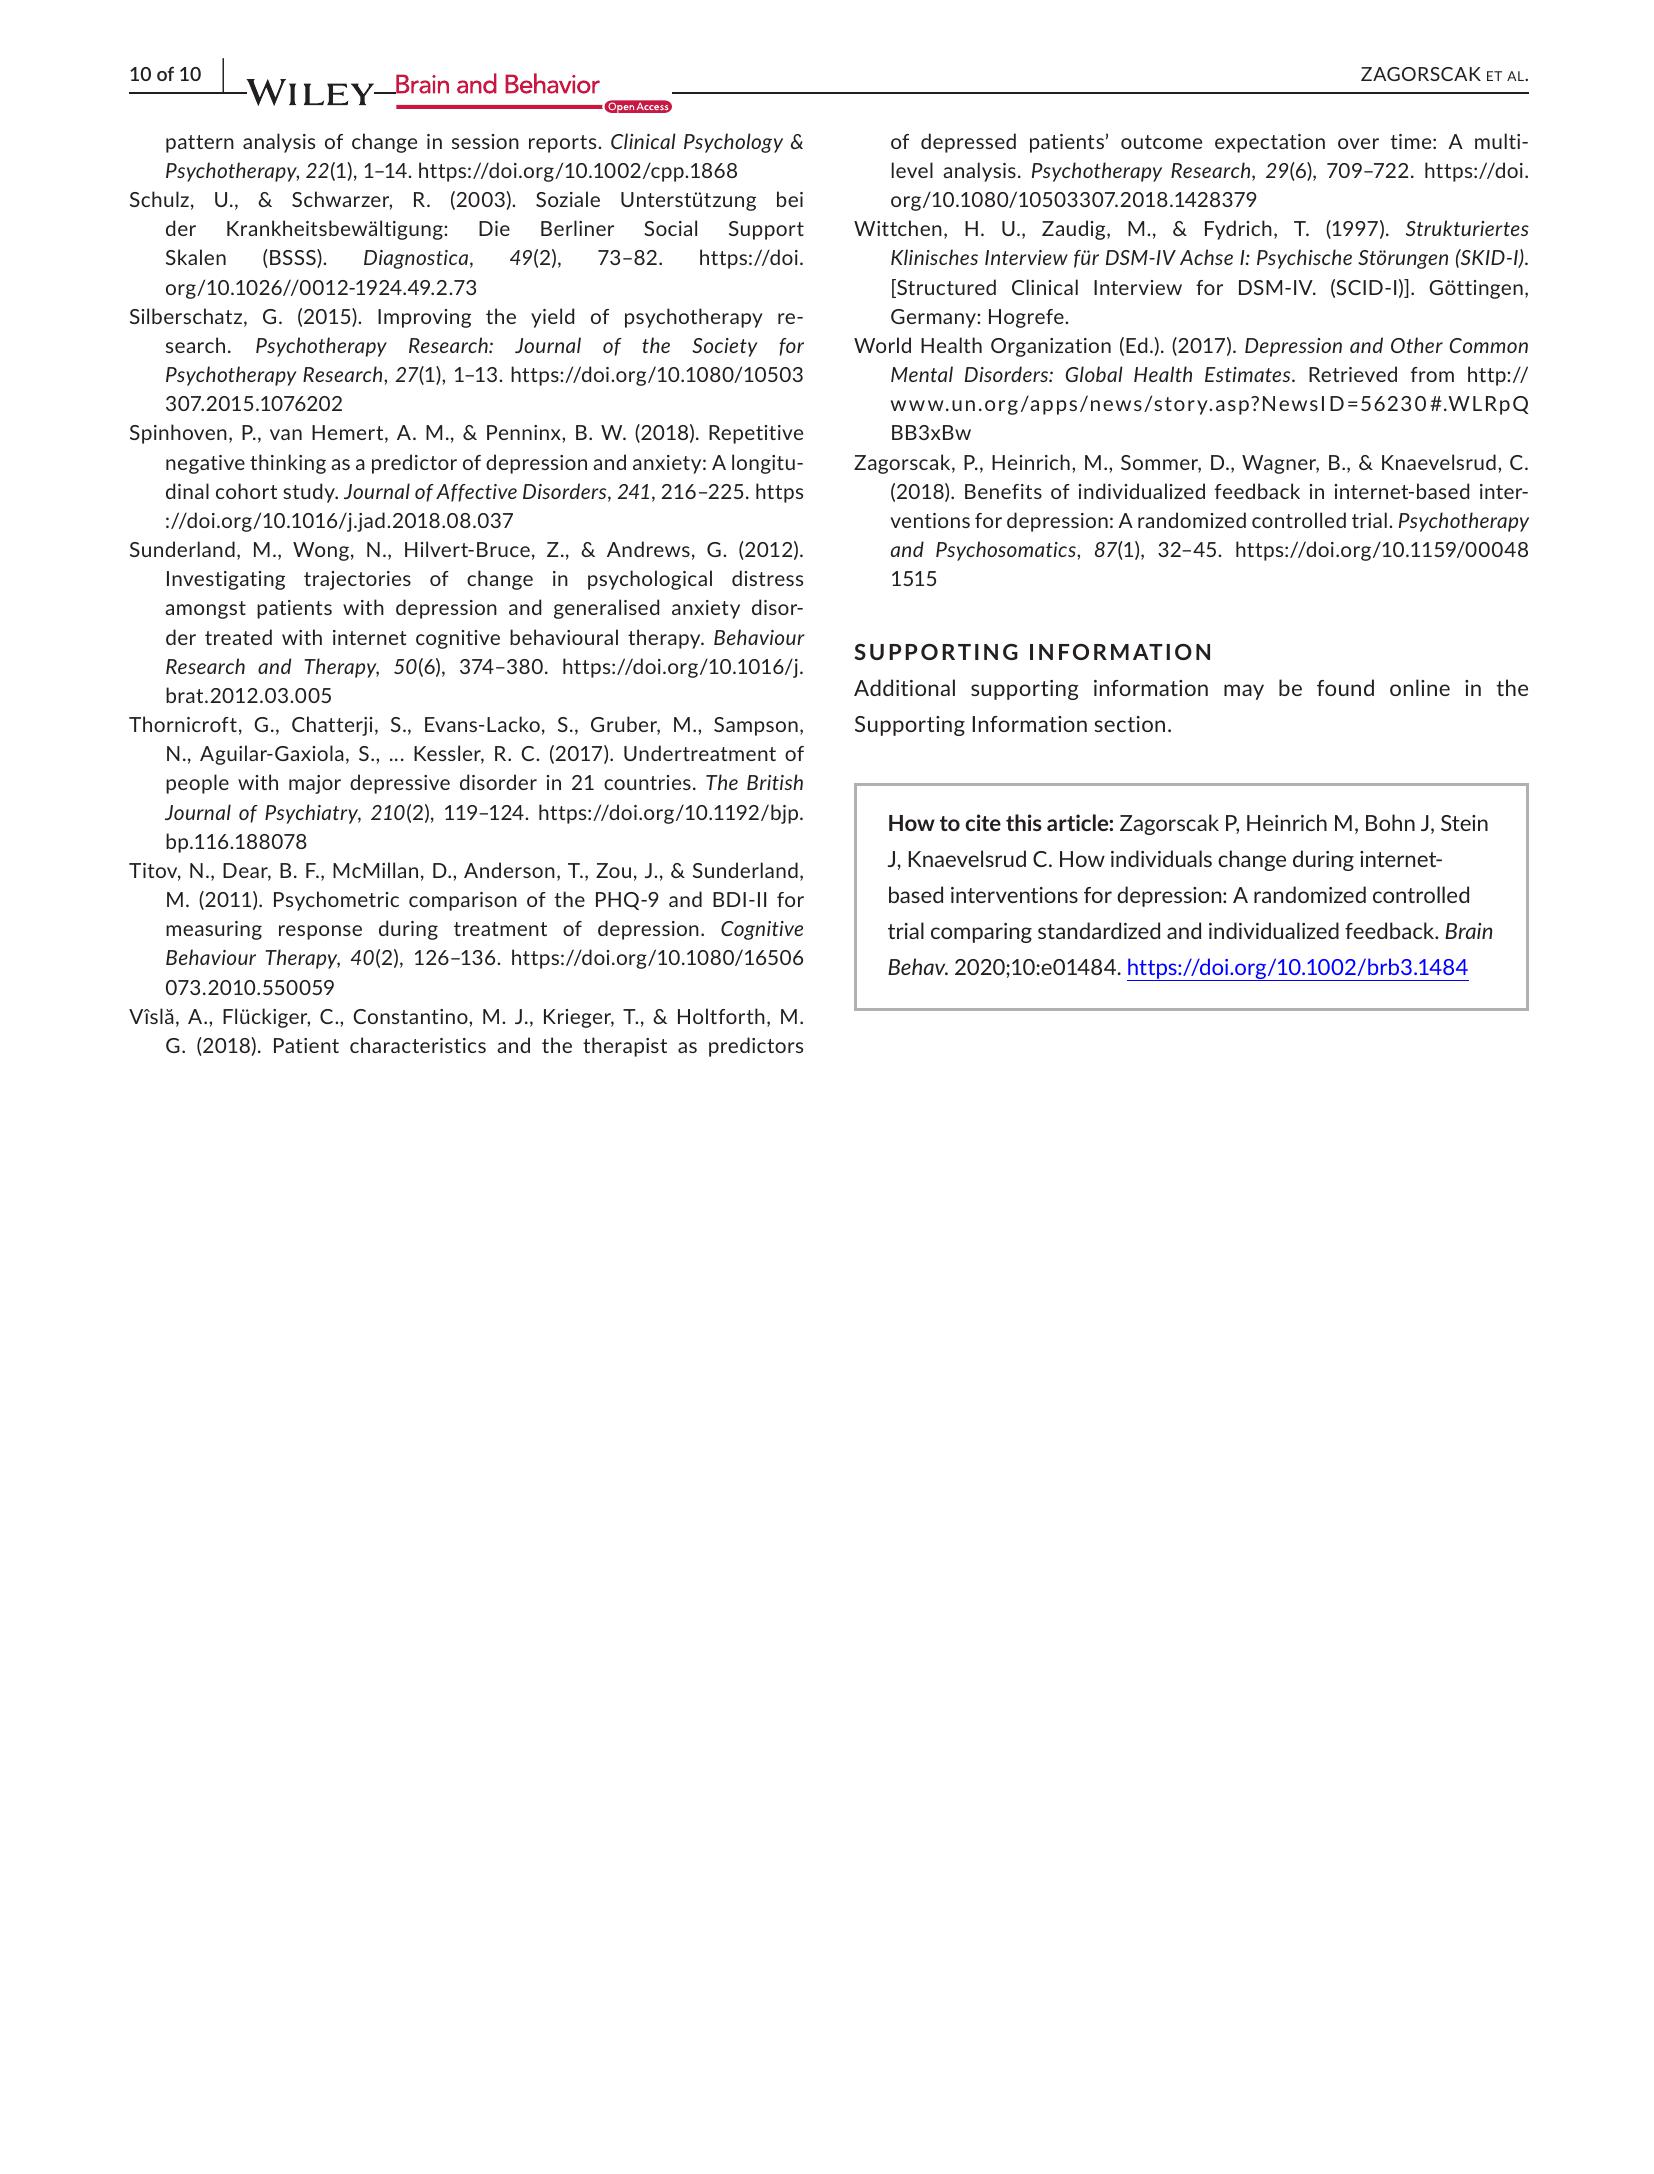 10 of 10
WILEY
Brain and Behavior
Open Access
ZAGORSCAK ET AL.
pattern analysis of change in session reports. Clinical Psychology &
Psychotherapy, 22(1), 1–14. https://doi.org/10.1002/cpp.1868
Schulz, U., & Schwarzer, R. (2003). Soziale Unterstützung bei
der Krankheitsbewältigung: Die Berliner Social Support
Skalen (BSSS). Diagnostica, 49(2), 73–82. https://doi.
org/10.1026//0012-1924.49.2.73
Silberschatz, G. (2015). Improving the yield of psychotherapy re-
search. Psychotherapy Research: Journal of the Society for
Psychotherapy Research, 27(1), 1–13. https://doi.org/10.1080/10503
307.2015.1076202
Spinhoven, P., van Hemert, A. M., & Penninx, B. W. (2018). Repetitive
negative thinking as a predictor of depression and anxiety: A longitu-
dinal cohort study. Journal of Affective Disorders, 241, 216–225. https
://doi.org/10.1016/j.jad.2018.08.037
Sunderland, M., Wong, N., Hilvert-Bruce, Z., & Andrews, G. (2012).
Investigating trajectories of change in psychological distress
amongst patients with depression and generalised anxiety disor-
der treated with internet cognitive behavioural therapy. Behaviour
Research and Therapy, 50(6), 374–380. https://doi.org/10.1016/j.
brat.2012.03.005
Thornicroft, G., Chatterji, S., Evans-Lacko, S., Gruber, M., Sampson,
N., Aguilar-Gaxiola, S., … Kessler, R. C. (2017). Undertreatment of
people with major depressive disorder in 21 countries. The British
Journal of Psychiatry, 210(2), 119–124. https://doi.org/10.1192/bjp.
bp.116.188078
Titov, N., Dear, B. F., McMillan, D., Anderson, T., Zou, J., & Sunderland,
M. (2011). Psychometric comparison of the PHQ-9 and BDI-II for
measuring response during treatment of depression. Cognitive
Behaviour Therapy, 40(2), 126–136. https://doi.org/10.1080/16506
073.2010.550059
Vîslă, A., Flückiger, C., Constantino, M. J., Krieger, T., & Holtforth, M.
G. (2018). Patient characteristics and the therapist as predictors
of depressed patients’ outcome expectation over time: A multi-
level analysis. Psychotherapy Research, 29(6), 709–722. https://doi.
org/10.1080/10503307.2018.1428379
Wittchen, H. U., Zaudig, M., & Fydrich, T. (1997). Strukturiertes
Klinisches Interview für DSM-IV Achse I: Psychische Störungen (SKID-I).
[Structured Clinical Interview for DSM-IV. (SCID-I)]. Göttingen,
Germany: Hogrefe.
World Health Organization (Ed.). (2017). Depression and Other Common
Mental Disorders: Global Health Estimates. Retrieved from http://
www.un.org/apps/news/story.asp?NewsID=56230#.WLRpQ
BB3xBw
Zagorscak, P., Heinrich, M., Sommer, D., Wagner, B., & Knaevelsrud, C.
(2018). Benefits of individualized feedback in internet-based inter-
ventions for depression: A randomized controlled trial. Psychotherapy
and Psychosomatics, 87(1), 32–45. https://doi.org/10.1159/00048
1515
SUPPORTING INFORMATION
Additional supporting information may be found online in the
Supporting Information section.
How to cite this article: Zagorscak P, Heinrich M, Bohn J, Stein
J, Knaevelsrud C. How individuals change during internet-
based interventions for depression: A randomized controlled
trial comparing standardized and individualized feedback. Brain
Behav. 2020;10:e01484. https://doi.org/10.1002/brb3.1484